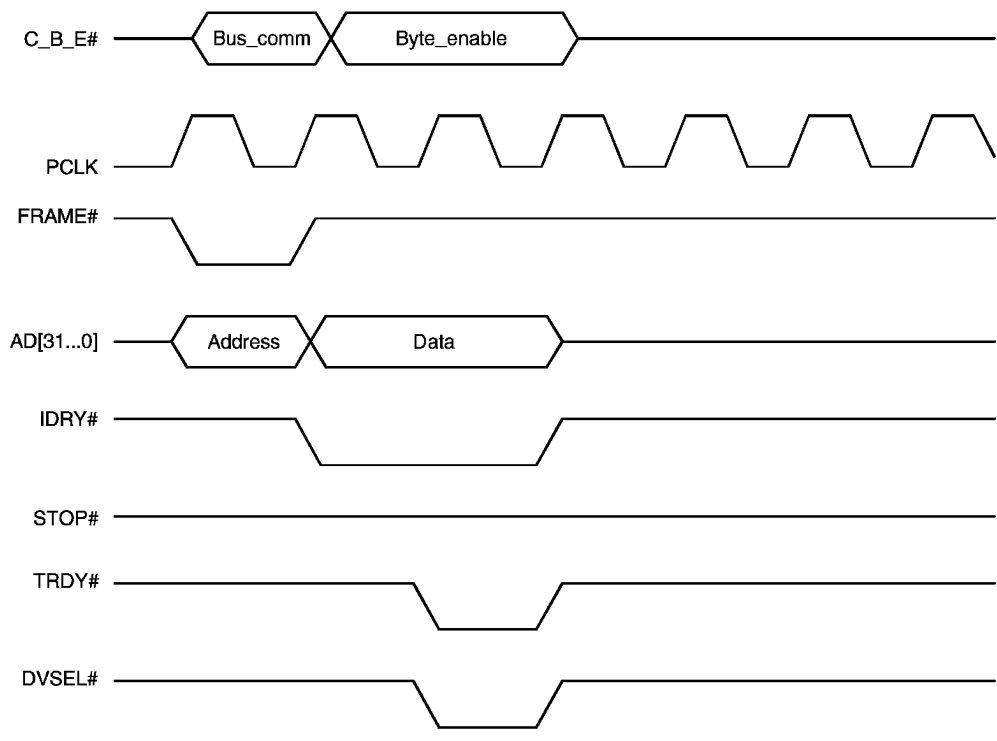 C_B_E#
Bus_comm
Byte_enable
PCLK
FRAME#
AD[31...0]
Address
Data
IDRY#
STOP#
TRDY#
DVSEL#